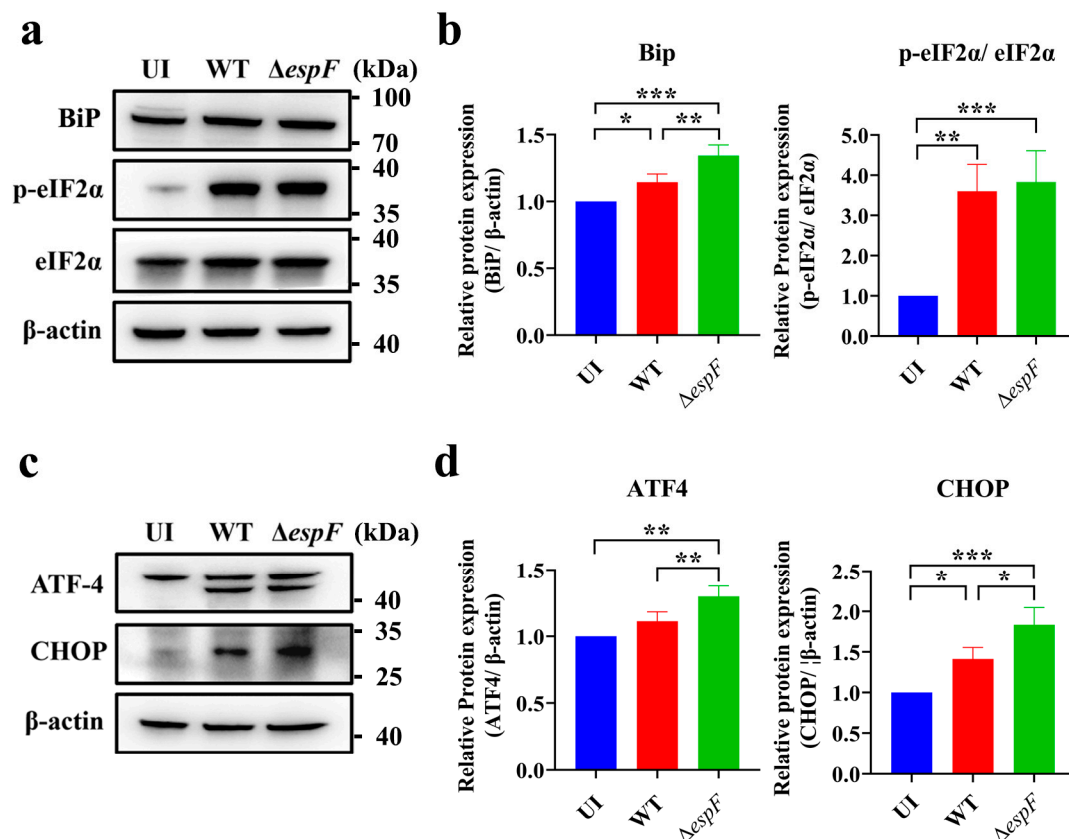 a
UI WT ΔespF (kDa)
BiP
100
70
p-eIF2α
40
35
eIF2α
40
35
β-actin
40
b
Bip
Relative protein expression
(BiP/ β-actin)
1.5
1.0
0.5
0.0
***
* **
UI
WT
ΔespF
p-eIF2α/ eIF2α
Relative Protein expression
(p-eIF2α/ eIF2α)
5.0
4.0
3.0
2.0
1.0
0.0
***
**
UI
WT
ΔespF
c
UI WT ΔespF (kDa)
ATF-4
40
CHOP
35
25
β-actin
40
d
ATF4
Relative Protein expression
(ATF4/ β-actin)
1.5
1.0
0.5
0.0
**
**
UI
WT
ΔespF
CHOP
Relative protein expression
(CHOP/ ¦β-actin)
2.5
2.0
1.5
1.0
0.5
0.0
***
* *
UI
WT
ΔespF